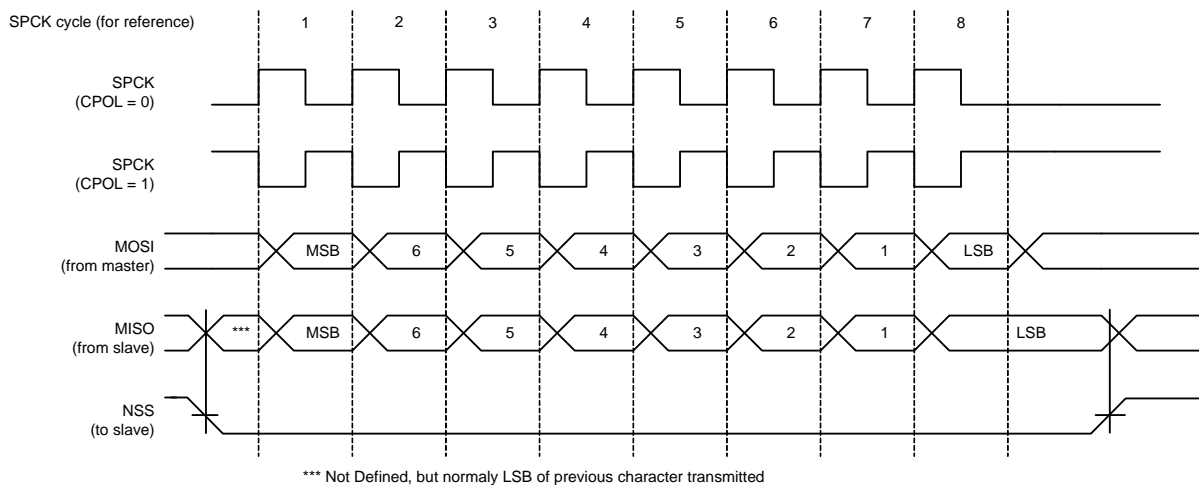 SPCK cycle (for reference) 1 2 3 4 5 6 7 8
SPCK
(CPOL = 0)
SPCK
(CPOL = 1)
MOSI
(from master)
MSB 6 5 4 3 2 1 LSB
MISO
(from slave)
*** MSB 6 5 4 3 2 1 LSB
NSS
(to slave)
*** Not Defined, but normaly LSB of previous character transmitted